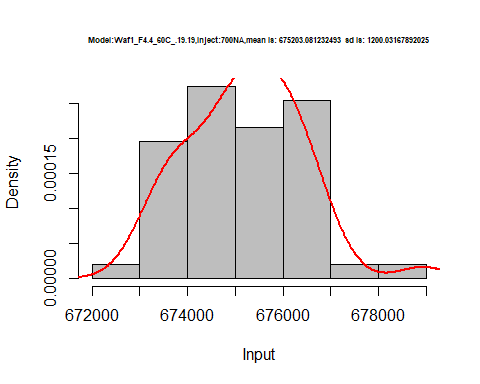 Model:Waf1_F4.4_60C_.19.19,Inject:700NA,mean is: 675203.081232493 sd is: 1200.03167892025
Density
0.00015
0.00000
672000 674000 676000 678000
Input